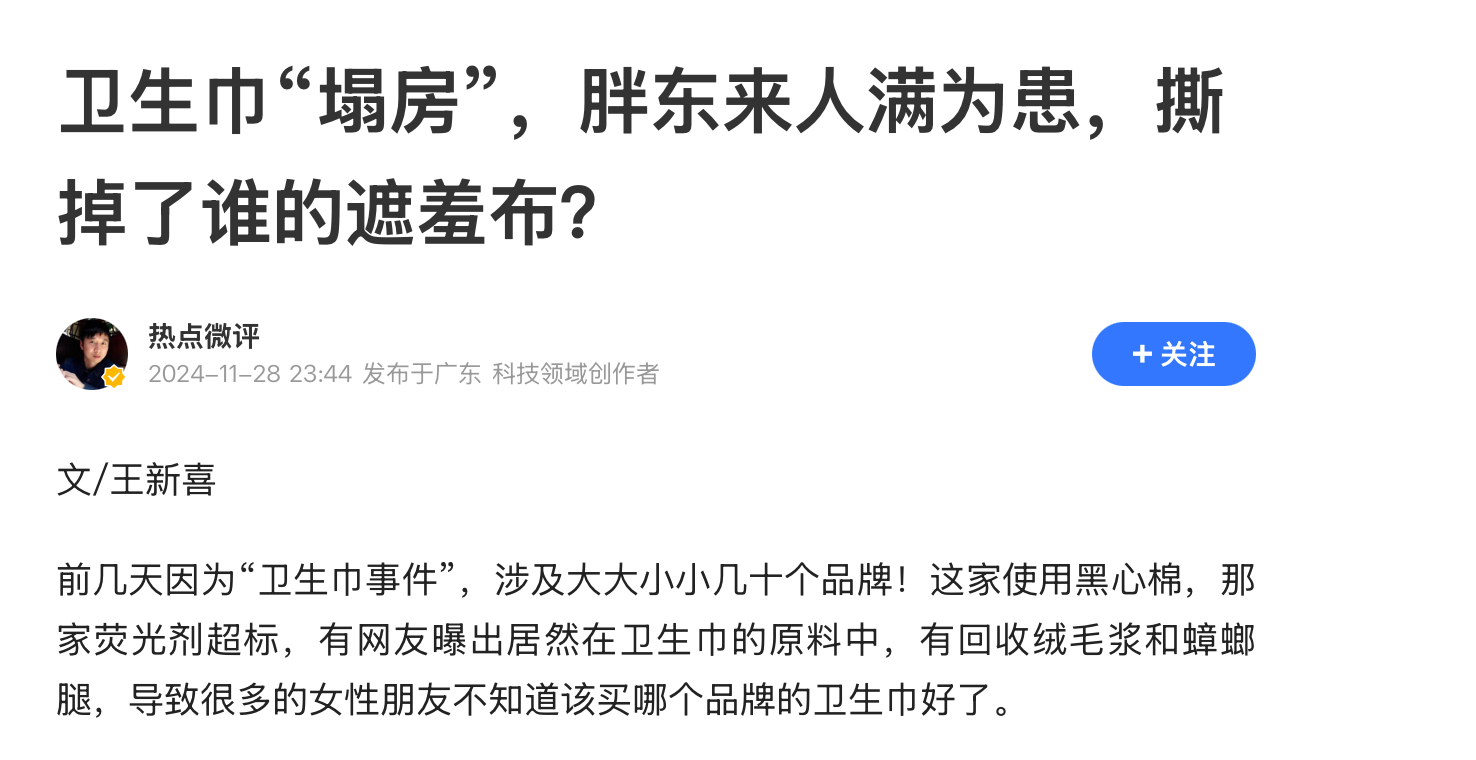 卫生巾“塌房”，胖东来人满为患，撕
掉了谁的遮羞布?
热点微评
2024-11-28 23:44 发布于广东 科技领域创作者
+ 关注
文/王新喜
前几天因为“卫生巾事件”，涉及大大小小几十个品牌！这家使用黑心棉，那
家荧光剂超标，有网友曝出居然在卫生巾的原料中，有回收绒毛浆和蟑螂
腿，导致很多的女性朋友不知道该买哪个品牌的卫生巾好了。